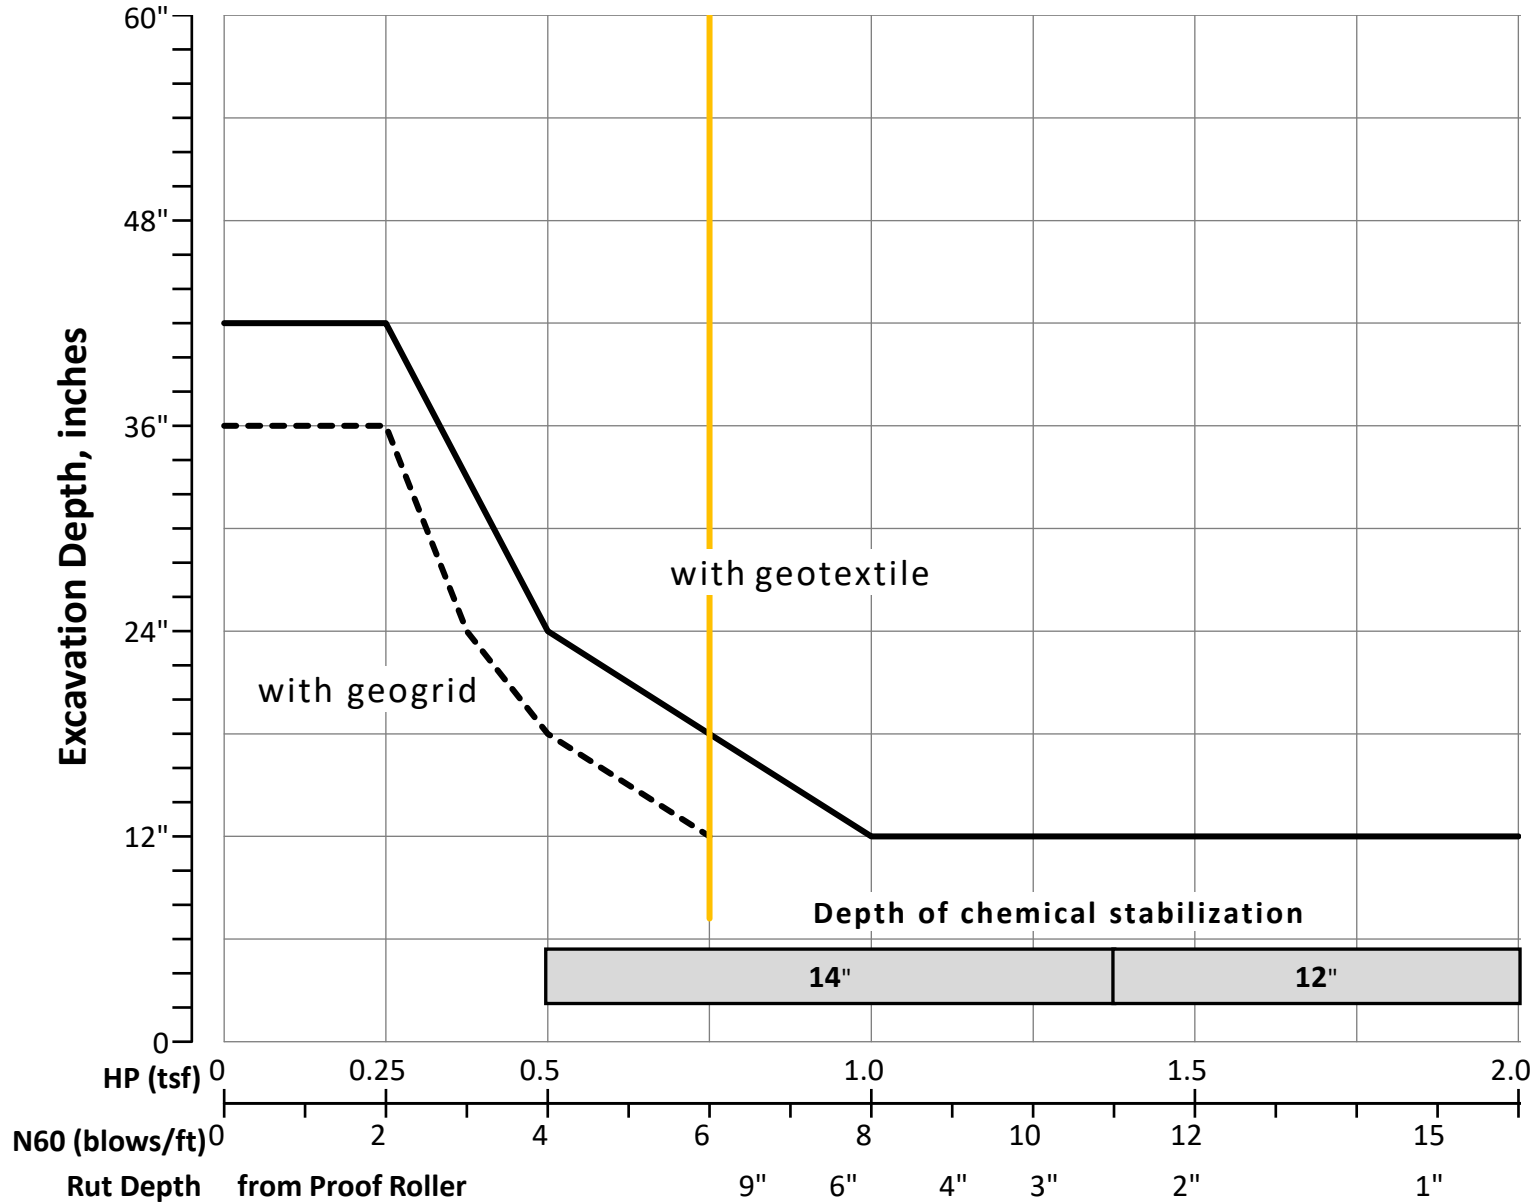 60"
48"
36"
24"
12"
0
Excavation Depth, inches
with geotextile
with geogrid
Depth of chemical stabilization
14" 12"
HP (tsf) 0 0.25 0.5 1.0 1.5 2.0
N60 (blows/ft) 0 2 4 6 8 10 12 15
Rut Depth from Proof Roller 9" 6" 4" 3" 2" 1"